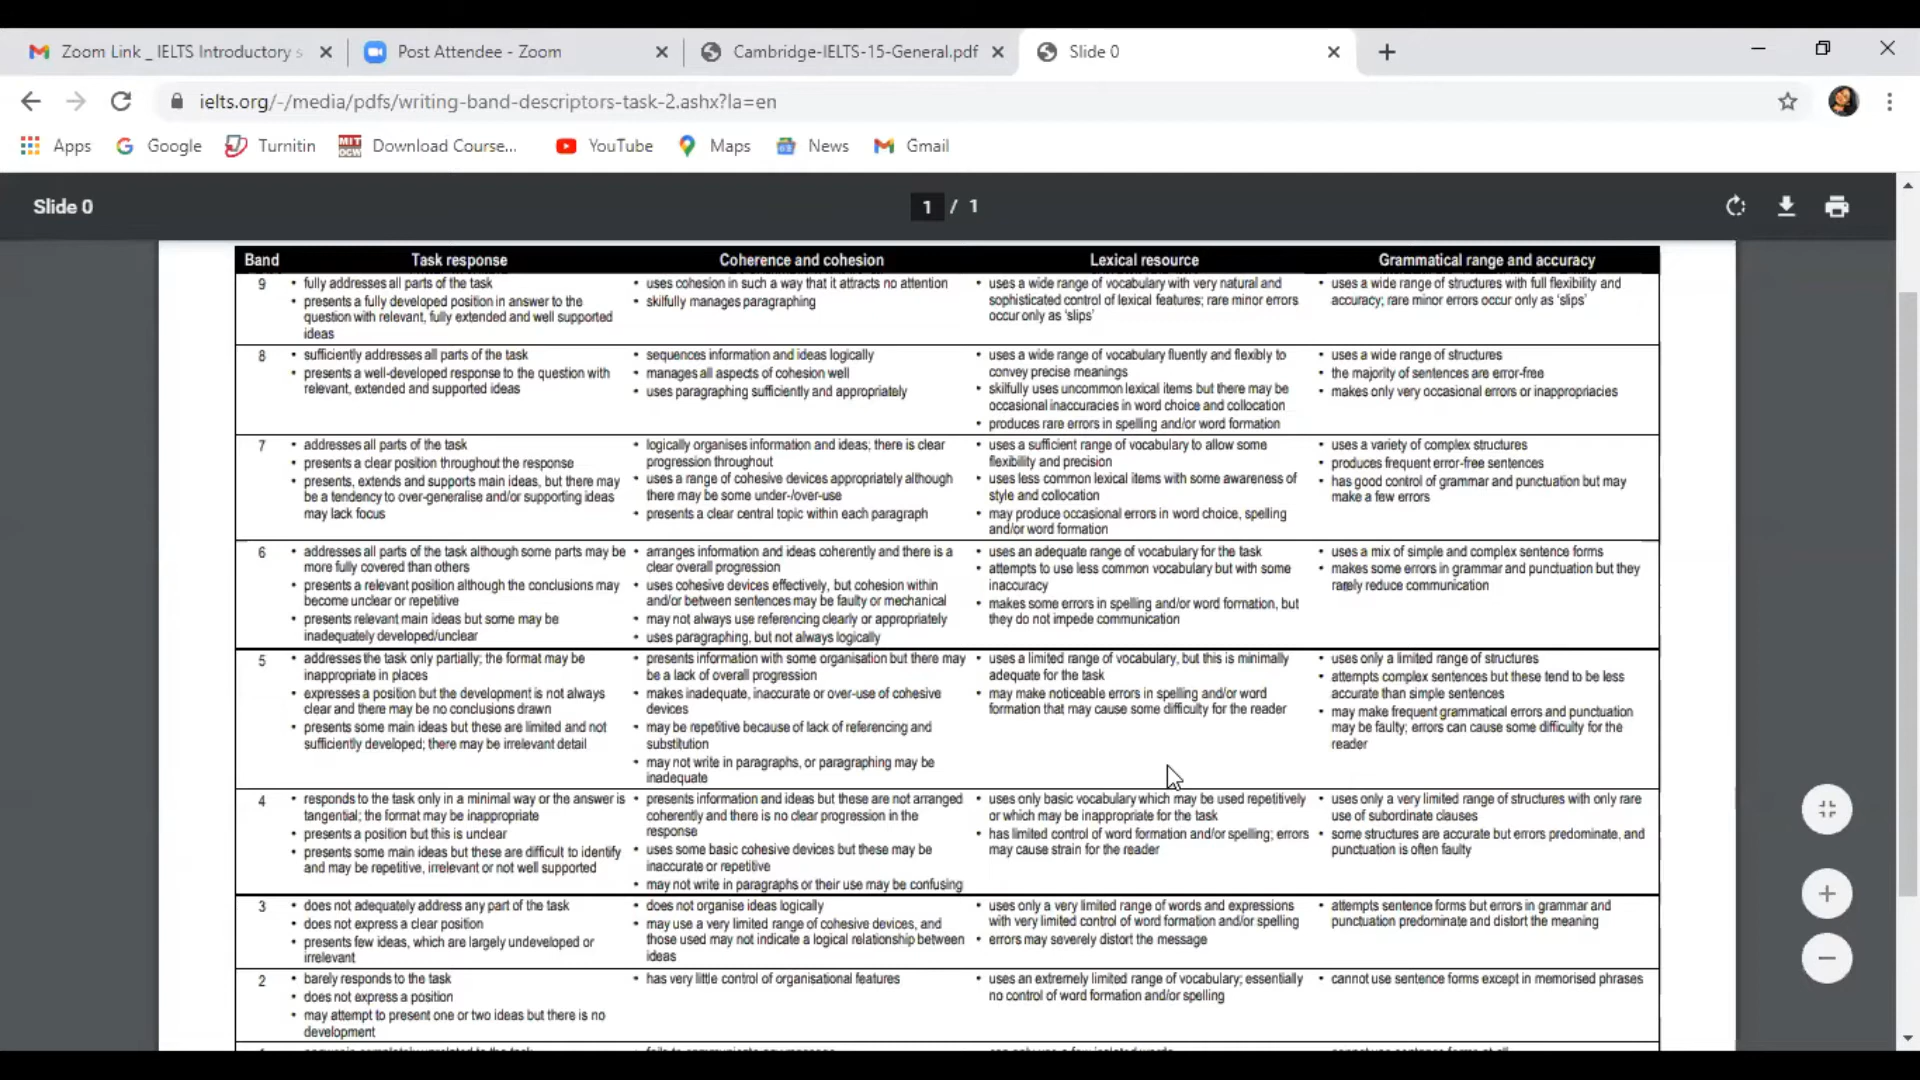 Zoom Link _ IELTS Introductory s
Post Attendee - Zoom
Cambridge-IELTS-15-General.pdf
Slide 0
ielts.org/-/media/pdfs/writing-band-descriptors-task-2.ashx?la=en
Apps
Google
Turnitin
MIT OCW
Download Course...
YouTube
Maps
News
Gmail
Slide 0
1 / 1
Band
Task response
Coherence and cohesion
Lexical resource
Grammatical range and accuracy
9
• fully addresses all parts of the task
• presents a fully developed position in answer to the
question with relevant, fully extended and well supported
ideas
• uses cohesion in such a way that it attracts no attention
• skilfully manages paragraphing
• uses a wide range of vocabulary with very natural and
sophisticated control of lexical features; rare minor errors
occur only as ‘slips’
• uses a wide range of structures with full flexibility and
accuracy; rare minor errors occur only as ‘slips’
8
• sufficiently addresses all parts of the task
• presents a well-developed response to the question with
relevant, extended and supported ideas
• sequences information and ideas logically
• manages all aspects of cohesion well
• uses paragraphing sufficiently and appropriately
• uses a wide range of vocabulary fluently and flexibly to
convey precise meanings
• skilfully uses uncommon lexical items but there may be
occasional inaccuracies in word choice and collocation
• produces rare errors in spelling and/or word formation
• uses a wide range of structures
• the majority of sentences are error-free
• makes only very occasional errors or inappropriacies
7
• addresses all parts of the task
• presents a clear position throughout the response
• presents, extends and supports main ideas, but there may
be a tendency to over-generalise and/or supporting ideas
may lack focus
• logically organises information and ideas; there is clear
progression throughout
• uses a range of cohesive devices appropriately although
there may be some under-/over-use
• presents a clear central topic within each paragraph
• uses a sufficient range of vocabulary to allow some
flexibility and precision
• uses less common lexical items with some awareness of
style and collocation
• may produce occasional errors in word choice, spelling
and/or word formation
• uses a variety of complex structures
• produces frequent error-free sentences
• has good control of grammar and punctuation but may
make a few errors
6
• addresses all parts of the task although some parts may be
more fully covered than others
• presents a relevant position although the conclusions may
become unclear or repetitive
• presents relevant main ideas but some may be
inadequately developed/unclear
• arranges information and ideas coherently and there is a
clear overall progression
• uses cohesive devices effectively, but cohesion within
and/or between sentences may be faulty or mechanical
• may not always use referencing clearly or appropriately
• uses paragraphing, but not always logically
• uses an adequate range of vocabulary for the task
• attempts to use less common vocabulary but with some
inaccuracy
• makes some errors in spelling and/or word formation, but
they do not impede communication
• uses a mix of simple and complex sentence forms
• makes some errors in grammar and punctuation but they
rarely reduce communication
5
• addresses the task only partially; the format may be
inappropriate in places
• expresses a position but the development is not always
clear and there may be no conclusions drawn
• presents some main ideas but these are limited and not
sufficiently developed; there may be irrelevant detail
• presents information with some organisation but there may
be a lack of overall progression
• makes inadequate, inaccurate or over-use of cohesive
devices
• may be repetitive because of lack of referencing and
substitution
• may not write in paragraphs, or paragraphing may be
inadequate
• uses a limited range of vocabulary, but this is minimally
adequate for the task
• may make noticeable errors in spelling and/or word
formation that may cause some difficulty for the reader
• uses only a limited range of structures
• attempts complex sentences but these tend to be less
accurate than simple sentences
• may make frequent grammatical errors and punctuation
may be faulty; errors can cause some difficulty for the
reader
4
• responds to the task only in a minimal way or the answer is
tangential; the format may be inappropriate
• presents a position but this is unclear
• presents some main ideas but these are difficult to identify
and may be repetitive, irrelevant or not well supported
• presents information and ideas but these are not arranged
coherently and there is no clear progression in the
response
• uses some basic cohesive devices but these may be
inaccurate or repetitive
• may not write in paragraphs or their use may be confusing
• uses only basic vocabulary which may be used repetitively
or which may be inappropriate for the task
• has limited control of word formation and/or spelling; errors
may cause strain for the reader
• uses only a very limited range of structures with only rare
use of subordinate clauses
• some structures are accurate but errors predominate, and
punctuation is often faulty
3
• does not adequately address any part of the task
• does not express a clear position
• presents few ideas, which are largely undeveloped or
irrelevant
• does not organise ideas logically
• may use a very limited range of cohesive devices, and
those used may not indicate a logical relationship between
ideas
• uses only a very limited range of words and expressions
with very limited control of word formation and/or spelling
• errors may severely distort the message
• attempts sentence forms but errors in grammar and
punctuation predominate and distort the meaning
2
• barely responds to the task
• does not express a position
• may attempt to present one or two ideas but there is no
development
• has very little control of organisational features
• uses an extremely limited range of vocabulary; essentially
no control of word formation and/or spelling
• cannot use sentence forms except in memorised phrases